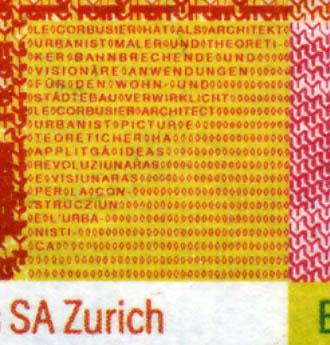 LE CORBUSIER HAT ALS ARCHITEKT
URBANIST MALER UND THEORETI-
KER BAHNBRECHENDE UND
VISIONÄRE ANWENDUNGEN
FÜR DEN WOHN- UND
STÄDTEBAU VERWIRKLICHT
LE CORBUSIER ARCHITECT
URBANIST PICTUR E
TEORETICHER HA
APPLITGÀ IDEAS
REVOLUZIUNARAS
E VISIUNARAS
PER LA CON-
STRUCZIUN
E L'URBA-
NISTI-
CA
SA Zurich